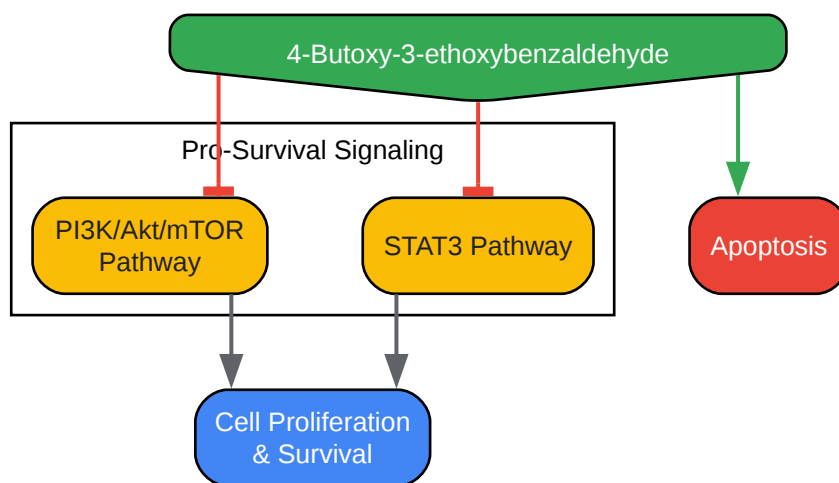 4-Butoxy-3-ethoxybenzaldehyde
Pro-Survival Signaling
PI3K/Akt/mTOR
Pathway
STAT3 Pathway
Apoptosis
Cell Proliferation
& Survival